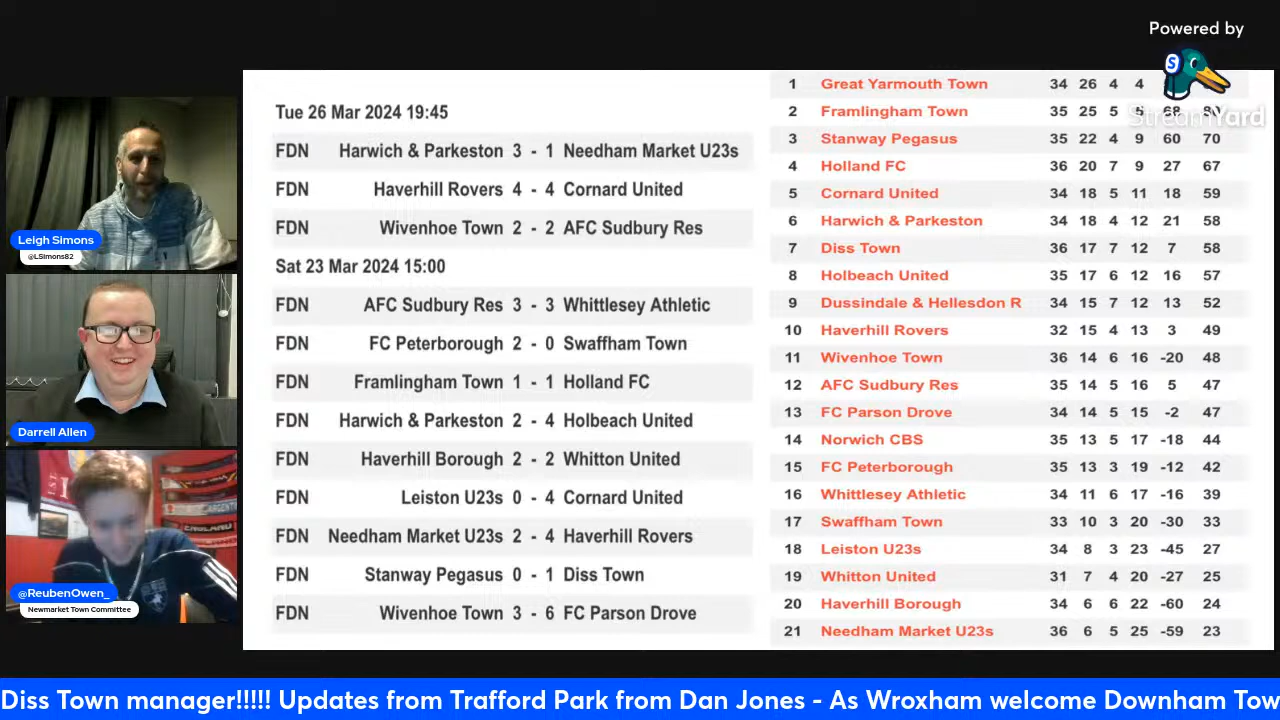 Powered by
StreamYard
Leigh Simons
@LSimons82
Darrell Allen
@ReubenOwen_
Newmarket Town Committee
Tue 26 Mar 2024 19:45
FDN Harwich & Parkeston 3 - 1 Needham Market U23s
FDN Haverhill Rovers 4 - 4 Cornard United
FDN Wivenhoe Town 2 - 2 AFC Sudbury Res
Sat 23 Mar 2024 15:00
FDN AFC Sudbury Res 3 - 3 Whittlesey Athletic
FDN FC Peterborough 2 - 0 Swaffham Town
FDN Framlingham Town 1 - 1 Holland FC
FDN Harwich & Parkeston 2 - 4 Holbeach United
FDN Haverhill Borough 2 - 2 Whitton United
FDN Leiston U23s 0 - 4 Cornard United
FDN Needham Market U23s 2 - 4 Haverhill Rovers
FDN Stanway Pegasus 0 - 1 Diss Town
FDN Wivenhoe Town 3 - 6 FC Parson Drove
1 Great Yarmouth Town 34 26 4 4
2 Framlingham Town 35 25 5 5 68 80
3 Stanway Pegasus 35 22 4 9 60 70
4 Holland FC 36 20 7 9 27 67
5 Cornard United 34 18 5 11 18 59
6 Harwich & Parkeston 34 18 4 12 21 58
7 Diss Town 36 17 7 12 7 58
8 Holbeach United 35 17 6 12 16 57
9 Dussindale & Hellesdon R 34 15 7 12 13 52
10 Haverhill Rovers 32 15 4 13 3 49
11 Wivenhoe Town 36 14 6 16 -20 48
12 AFC Sudbury Res 35 14 5 16 5 47
13 FC Parson Drove 34 14 5 15 -2 47
14 Norwich CBS 35 13 5 17 -18 44
15 FC Peterborough 35 13 3 19 -12 42
16 Whittlesey Athletic 34 11 6 17 -16 39
17 Swaffham Town 33 10 3 20 -30 33
18 Leiston U23s 34 8 3 23 -45 27
19 Whitton United 31 7 4 20 -27 25
20 Haverhill Borough 34 6 6 22 -60 24
21 Needham Market U23s 36 6 5 25 -59 23
Diss Town manager!!!!! Updates from Trafford Park from Dan Jones - As Wroxham welcome Downham Tow